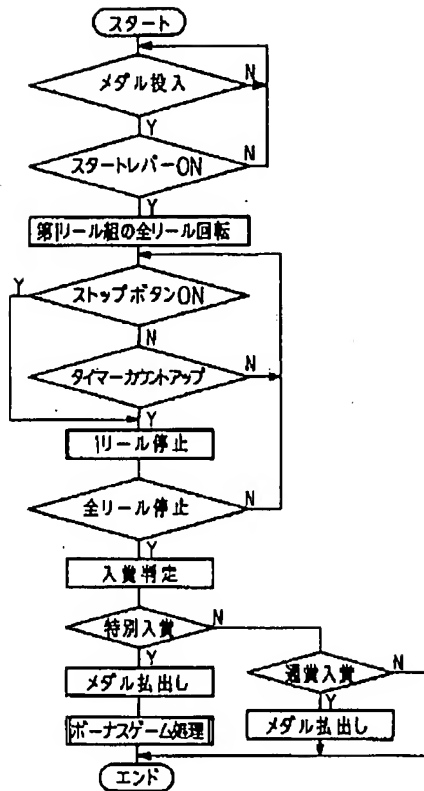 スタート
メダル投入
N
Y
スタートレバーON
N
Y
第1リール組の全リール回転
Y
ストップボタンON
N
タイマーカウントアップ
N
Y
1リール停止
全リール停止
N
Y
入賞判定
特別入賞
N
Y
メダル払出し
通賞入賞
N
Y
メダル払出し
ボーナスゲーム処理
エンド